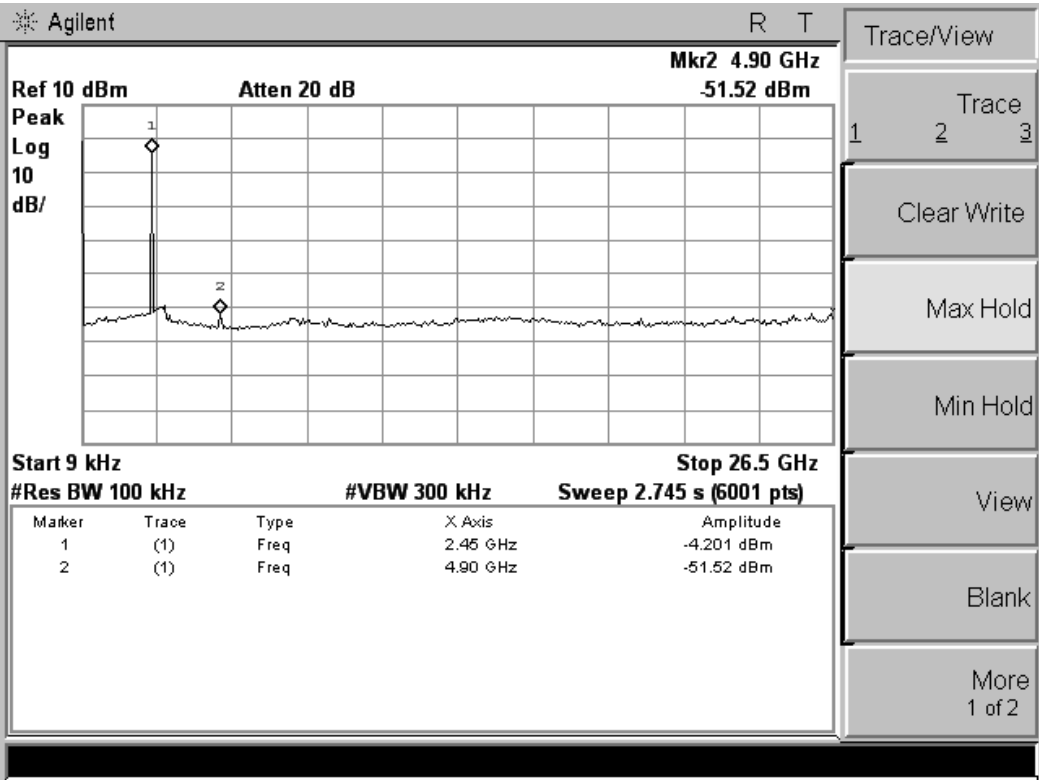 Agilent R T
Mkr2 4.90 GHz
Ref 10 dBm Atten 20 dB -51.52 dBm
Peak
Log
10
dB/
1
2
Start 9 kHz Stop 26.5 GHz
#Res BW 100 kHz #VBW 300 kHz Sweep 2.745 s (6001 pts)
Marker Trace Type X Axis Amplitude
1 (1) Freq 2.45 GHz -4.201 dBm
2 (1) Freq 4.90 GHz -51.52 dBm
Trace/View
Trace
1 2 3
Clear Write
Max Hold
Min Hold
View
Blank
More
1 of 2